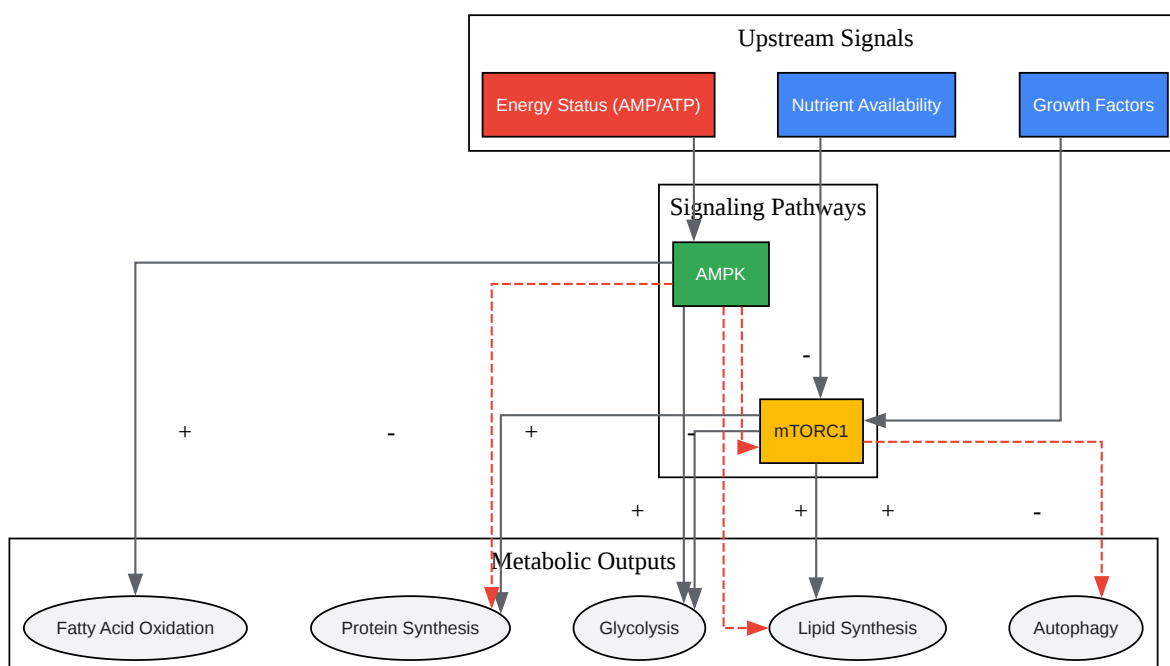 Upstream Signals
Energy Status (AMP/ATP)
Nutrient Availability
Growth Factors
Signaling Pathways
AMPK
-
mTORC1
+
-
+
-
+
+
+
-
Metabolic Outputs
Fatty Acid Oxidation
Protein Synthesis
Glycolysis
Lipid Synthesis
Autophagy